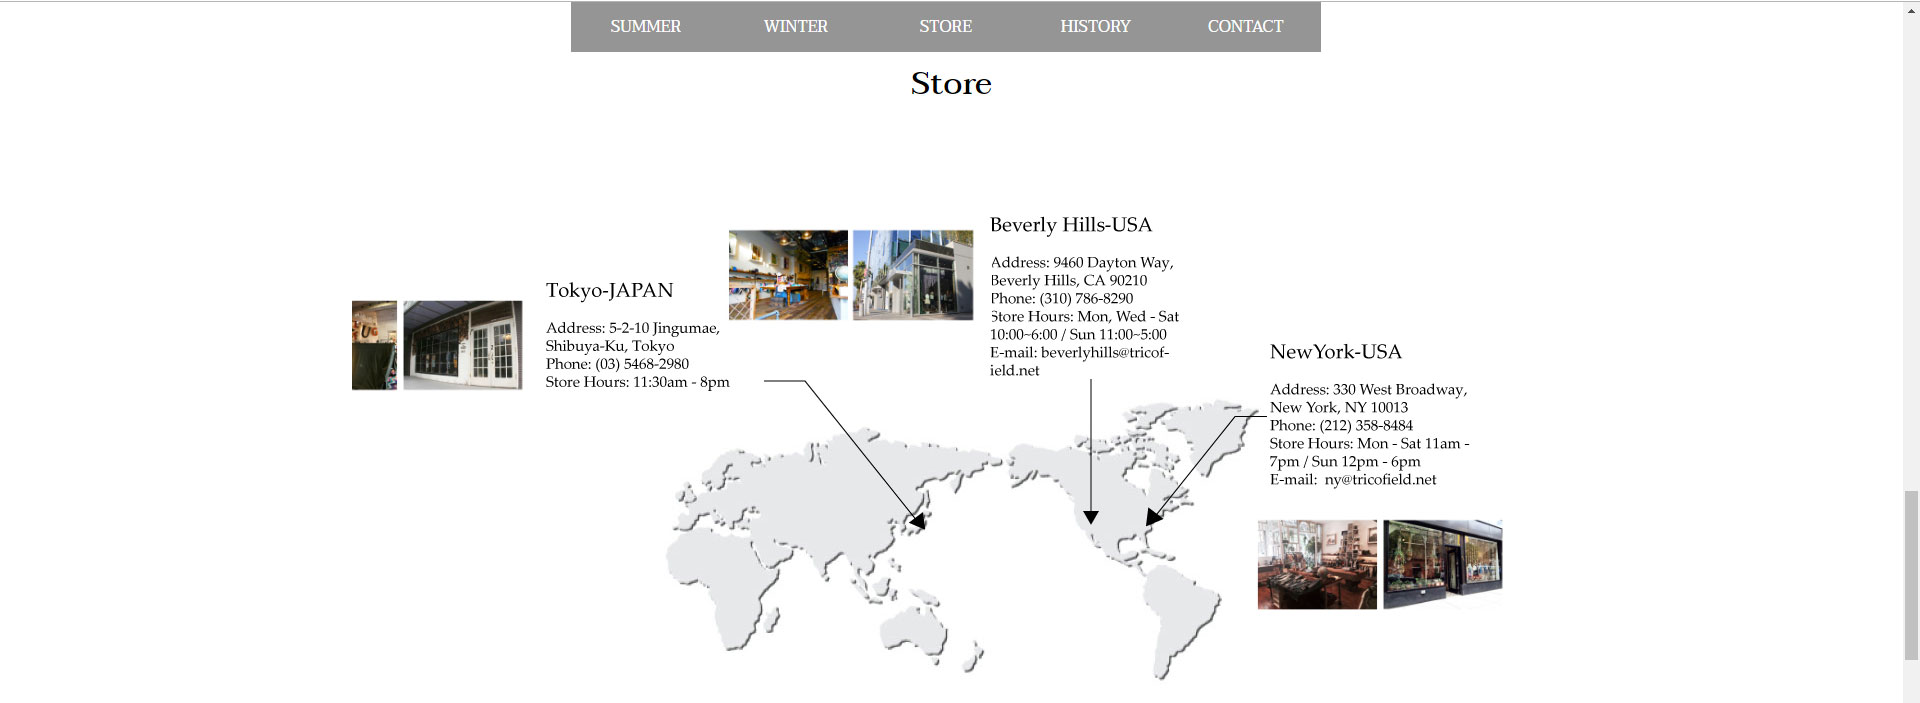 SUMMER WINTER STORE HISTORY CONTACT
Store
Beverly Hills-USA
Address: 9460 Dayton Way,
Beverly Hills, CA 90210
Phone: (310) 786-8290
Store Hours: Mon, Wed - Sat
10:00~6:00 / Sun 11:00~5:00
E-mail: beverlyhills@tricof-
ield.net
Tokyo-JAPAN
Address: 5-2-10 Jingumae,
Shibuya-Ku, Tokyo
Phone: (03) 5468-2980
Store Hours: 11:30am - 8pm
NewYork-USA
Address: 330 West Broadway,
New York, NY 10013
Phone: (212) 358-8484
Store Hours: Mon - Sat 11am -
7pm / Sun 12pm - 6pm
E-mail:  ny@tricofield.net